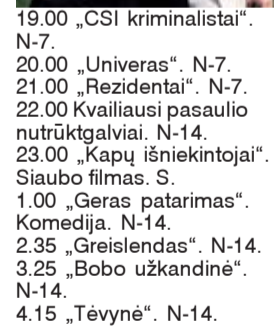 19.00 „CSI kriminalistai“.
N-7.
20.00 „Univeras“. N-7.
21.00 „Rezidentai“. N-7.
22.00 Kvailiausi pasaulio
nutrūktgalviai. N-14.
23.00 „Kapų išniekintojai“.
Siaubo filmas. S.
1.00 „Geras patarimas“.
Komedija. N-14.
2.35 „Greislendas“. N-14.
3.25 „Bobo užkandinė“.
N-14.
4.15 „Tėvynė“. N-14.